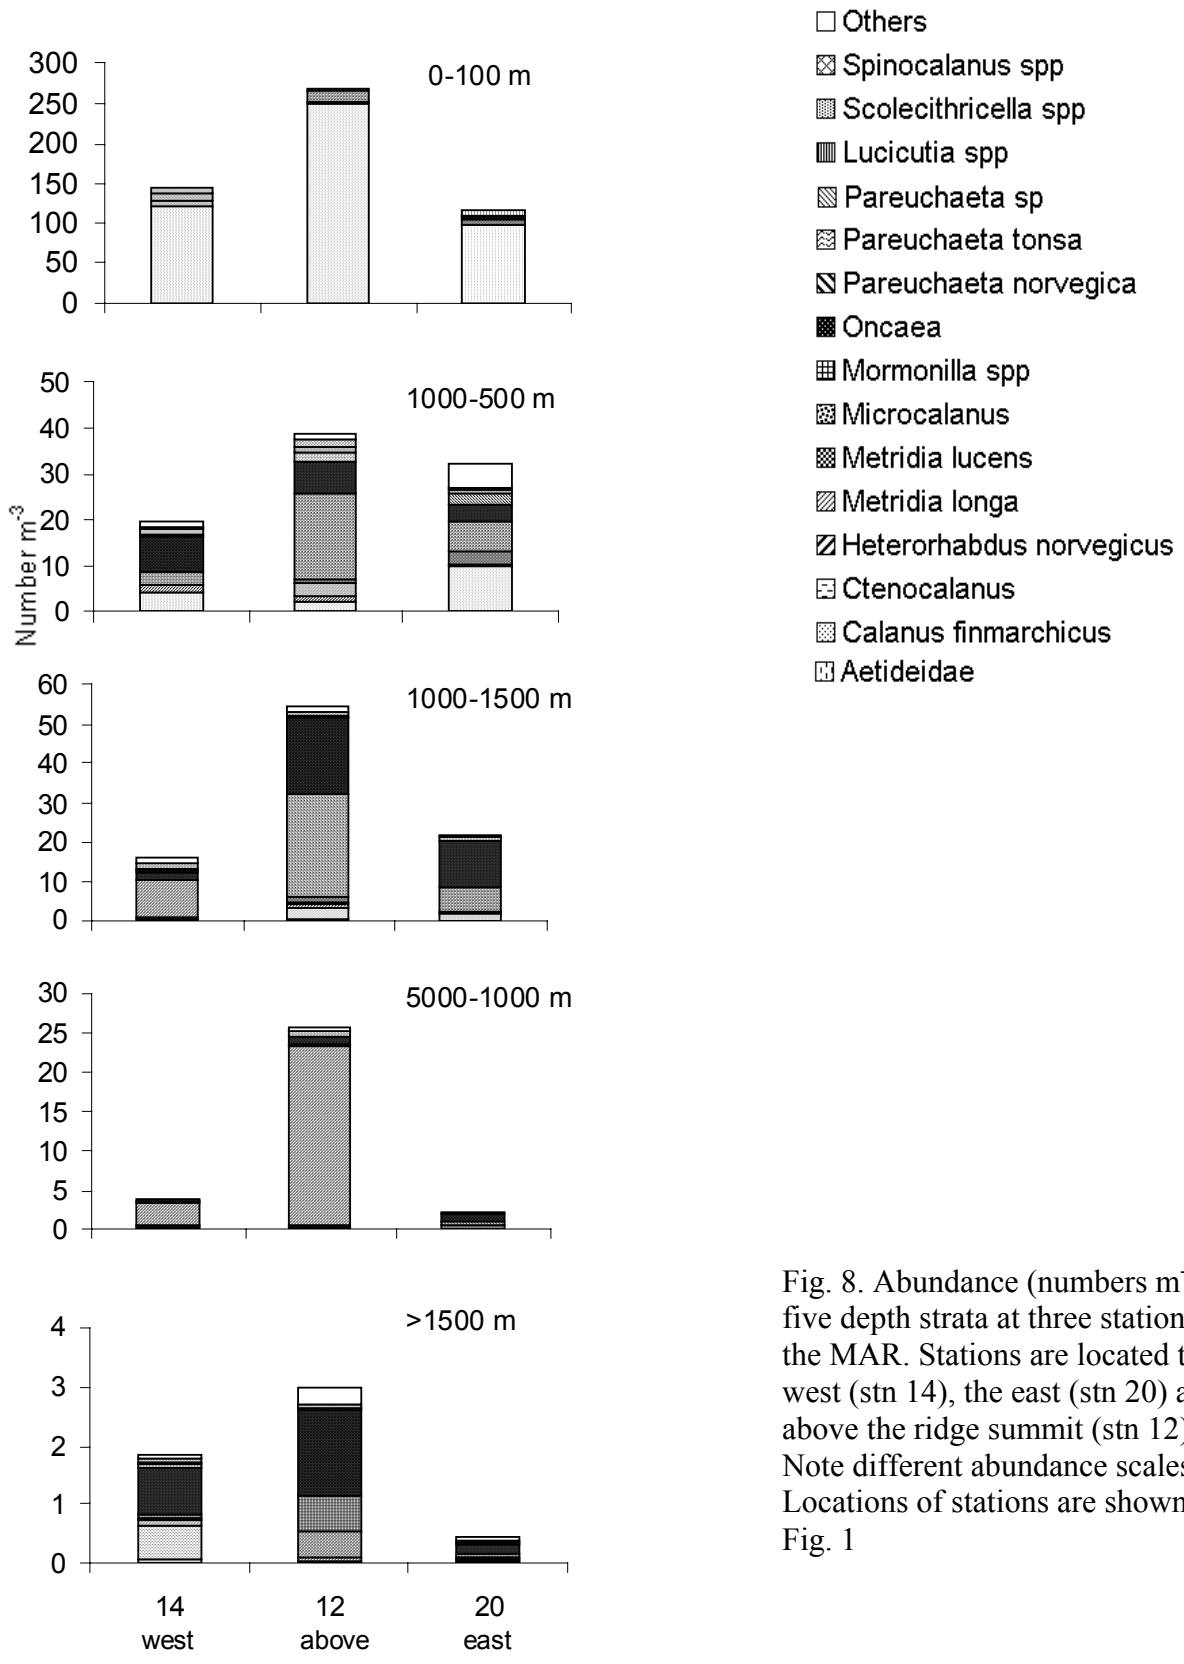 Others
Spinocalanus spp
Scolecithricella spp
Lucicutia spp
Pareuchaeta sp
Pareuchaeta tonsa
Pareuchaeta norvegica
Oncaea
Mormonilla spp
Microcalanus
Metridia lucens
Metridia longa
Heterorhabdus norvegicus
Ctenocalanus
Calanus finmarchicus
Aetideidae
0-100 m
300
250
200
150
100
50
0
1000-500 m
50
40
30
20
10
0
Number m-3
1000-1500 m
60
50
40
30
20
10
0
5000-1000 m
30
25
20
15
10
5
0
>1500 m
4
3
2
1
0
14 12 20
west above east
Fig. 8. Abundance (numbers m
five depth strata at three station
the MAR. Stations are located t
west (stn 14), the east (stn 20) a
above the ridge summit (stn 12)
Note different abundance scales
Locations of stations are shown
Fig. 1